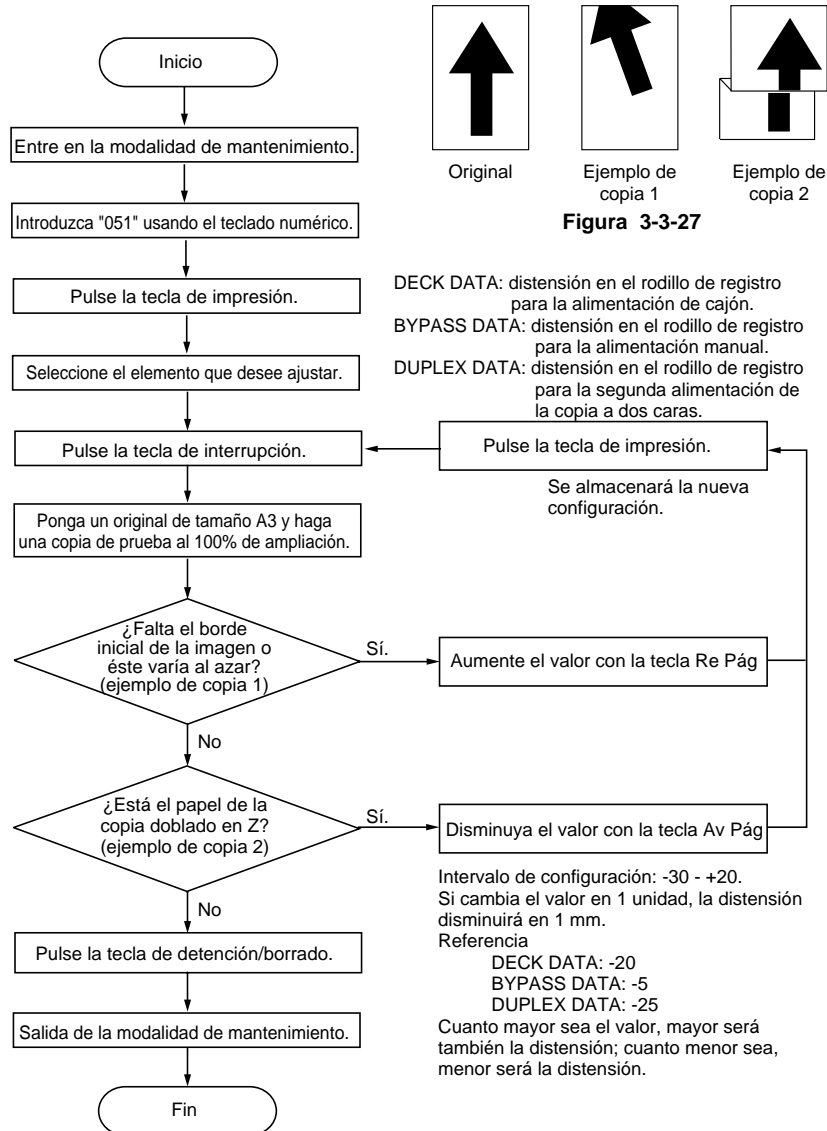 Inicio
Entre en la modalidad de mantenimiento.
Introduzca "051" usando el teclado numérico.
Pulse la tecla de impresión.
Seleccione el elemento que desee ajustar.
Pulse la tecla de interrupción.
Ponga un original de tamaño A3 y haga
una copia de prueba al 100% de ampliación.
¿Falta el borde
inicial de la imagen o
éste varía al azar?
(ejemplo de copia 1)
Sí.
Aumente el valor con la tecla Re Pág
No
¿Está el papel de la
copia doblado en Z?
(ejemplo de copia 2)
Sí.
Disminuya el valor con la tecla Av Pág
No
Pulse la tecla de detención/borrado.
Salida de la modalidad de mantenimiento.
Fin
Original
Ejemplo de
copia 1
Ejemplo de
copia 2
Figura 3-3-27
DECK DATA: distensión en el rodillo de registro
para la alimentación de cajón.
BYPASS DATA: distensión en el rodillo de registro
para la alimentación manual.
DUPLEX DATA: distensión en el rodillo de registro
para la segunda alimentación de
la copia a dos caras.
Pulse la tecla de impresión.
Se almacenará la nueva
configuración.
Intervalo de configuración: -30 - +20.
Si cambia el valor en 1 unidad, la distensión
disminuirá en 1 mm.
Referencia
DECK DATA: -20
BYPASS DATA: -5
DUPLEX DATA: -25
Cuanto mayor sea el valor, mayor será
también la distensión; cuanto menor sea,
menor será la distensión.